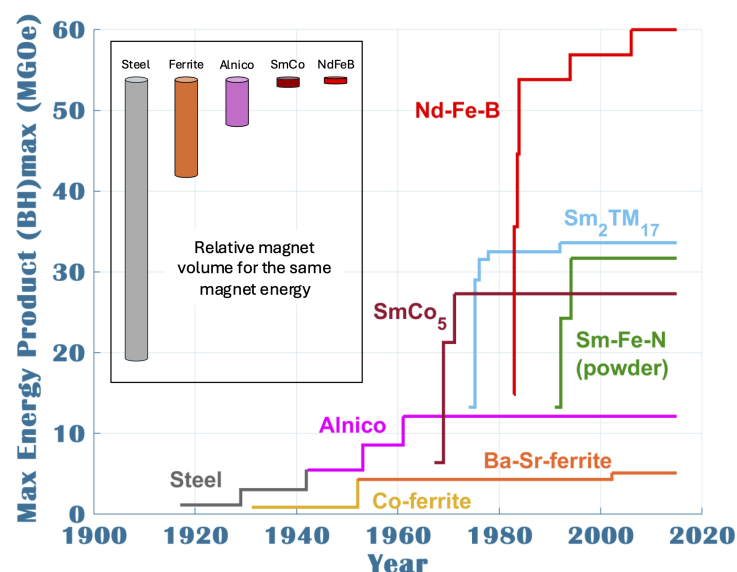 Max Energy Product (BH)max (MGOe)
60
50
40
30
20
10
0
Steel Ferrite Alnico SmCo NdFeB
Relative magnet
volume for the same
magnet energy
Nd-Fe-B
Sm₂TM₁₇
SmCo₅
Sm-Fe-N
(powder)
Alnico
Ba-Sr-ferrite
Steel
Co-ferrite
1900 1920 1940 1960 1980 2000 2020
Year